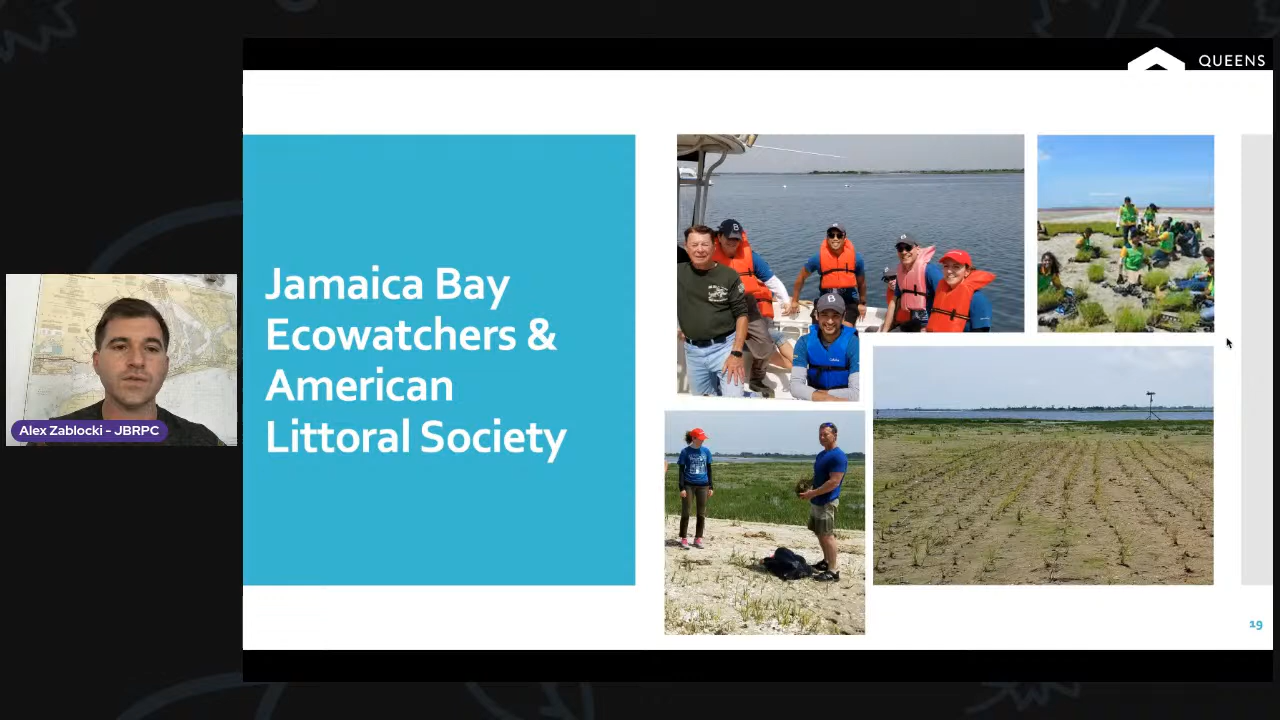 QUEENS
Jamaica Bay
Ecowatchers &
American
Littoral Society
Alex Zablocki - JBRPC
B
B
19